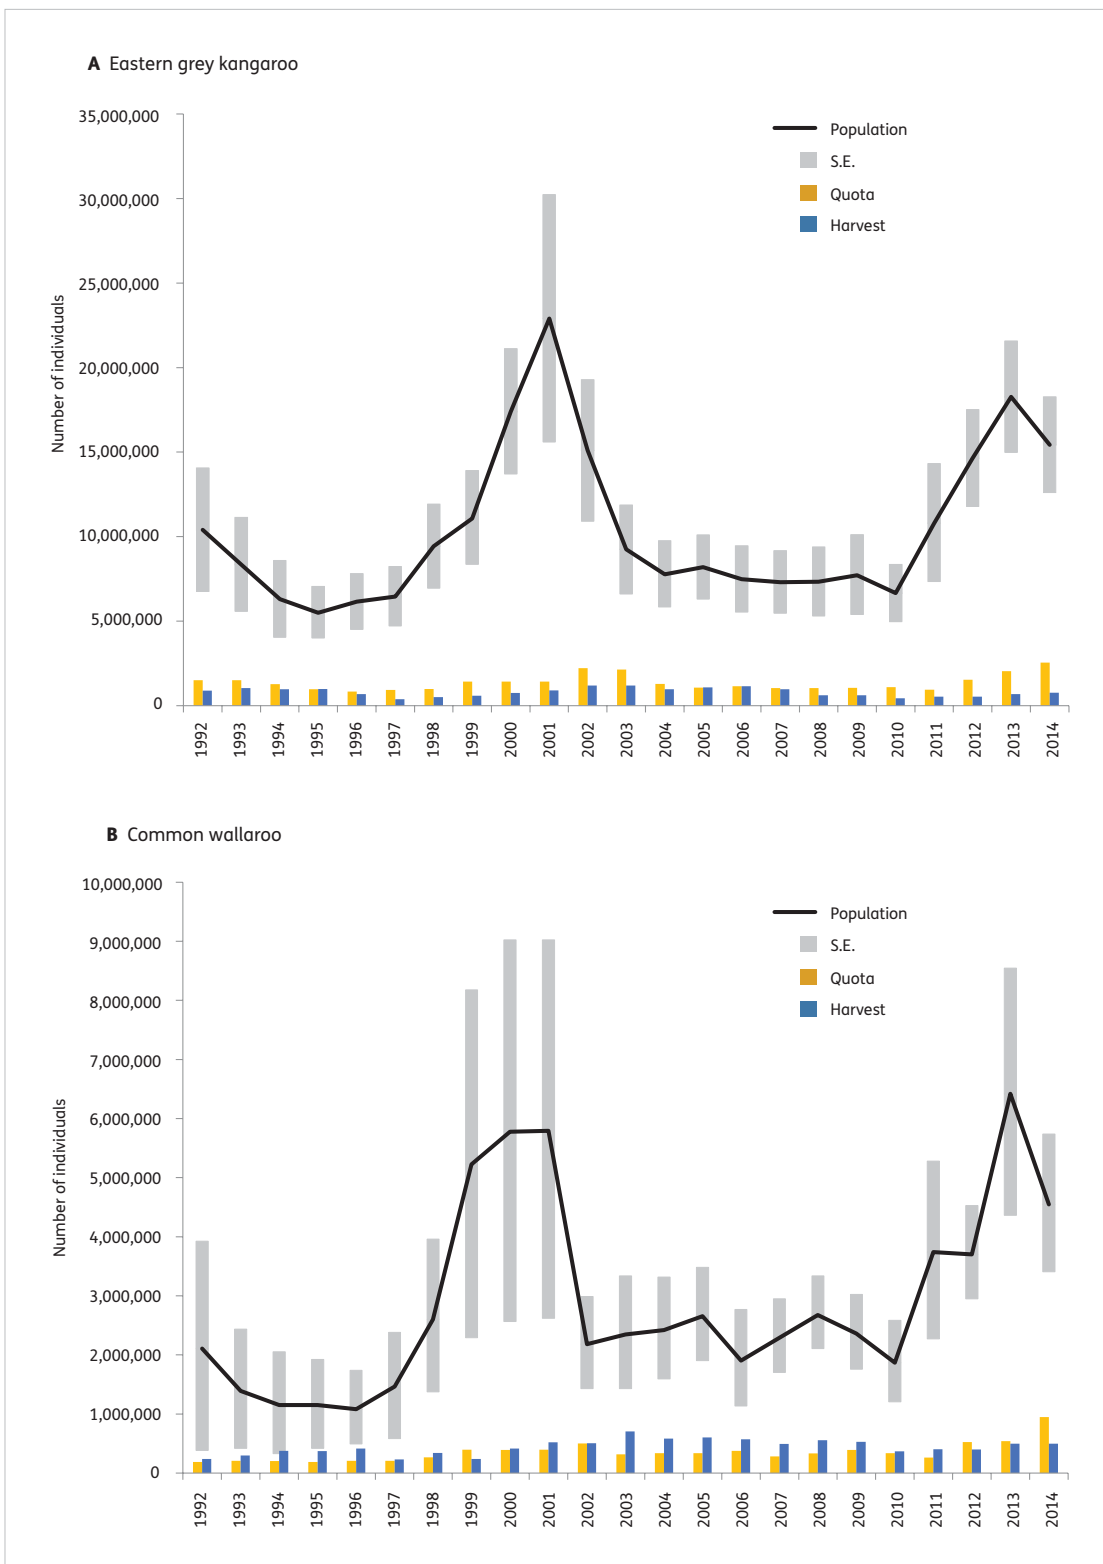 A Eastern grey kangaroo
35,000,000
30,000,000
25,000,000
20,000,000
15,000,000
10,000,000
5,000,000
0
Number of individuals
Population
S.E.
Quota
Harvest
1992 1993 1994 1995 1996 1997 1998 1999 2000 2001 2002 2003 2004 2005 2006 2007 2008 2009 2010 2011 2012 2013 2014
B Common wallaroo
10,000,000
9,000,000
8,000,000
7,000,000
6,000,000
5,000,000
4,000,000
3,000,000
2,000,000
1,000,000
0
Number of individuals
Population
S.E.
Quota
Harvest
1992 1993 1994 1995 1996 1997 1998 1999 2000 2001 2002 2003 2004 2005 2006 2007 2008 2009 2010 2011 2012 2013 2014